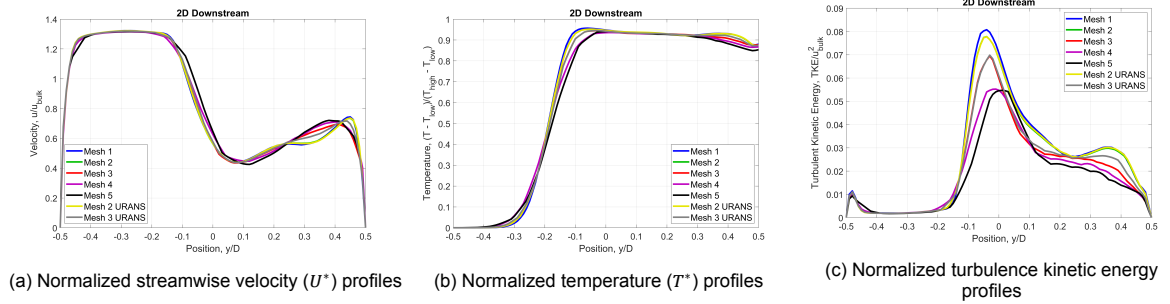 2D Downstream
1.4
1.2
1
0.8
0.6
0.4
0.2
0
Velocity, u/u_bulk
Mesh 1
Mesh 2
Mesh 3
Mesh 4
Mesh 5
Mesh 2 URANS
Mesh 3 URANS
-0.5 -0.4 -0.3 -0.2 -0.1 0 0.1 0.2 0.3 0.4 0.5
Position, y/D
(a) Normalized streamwise velocity (U*) profiles
2D Downstream
1
0.9
0.8
0.7
0.6
0.5
0.4
0.3
0.2
0.1
0
Temperature, (T - T_low)/(T_high - T_low)
Mesh 1
Mesh 2
Mesh 3
Mesh 4
Mesh 5
Mesh 2 URANS
Mesh 3 URANS
-0.5 -0.4 -0.3 -0.2 -0.1 0 0.1 0.2 0.3 0.4 0.5
Position, y/D
(b) Normalized temperature (T*) profiles
2D Downstream
0.09
0.08
0.07
0.06
0.05
0.04
0.03
0.02
0.01
0
Turbulent Kinetic Energy, TKE/u²_bulk
Mesh 1
Mesh 2
Mesh 3
Mesh 4
Mesh 5
Mesh 2 URANS
Mesh 3 URANS
-0.5 -0.4 -0.3 -0.2 -0.1 0 0.1 0.2 0.3 0.4 0.5
Position, y/D
(c) Normalized turbulence kinetic energy
profiles